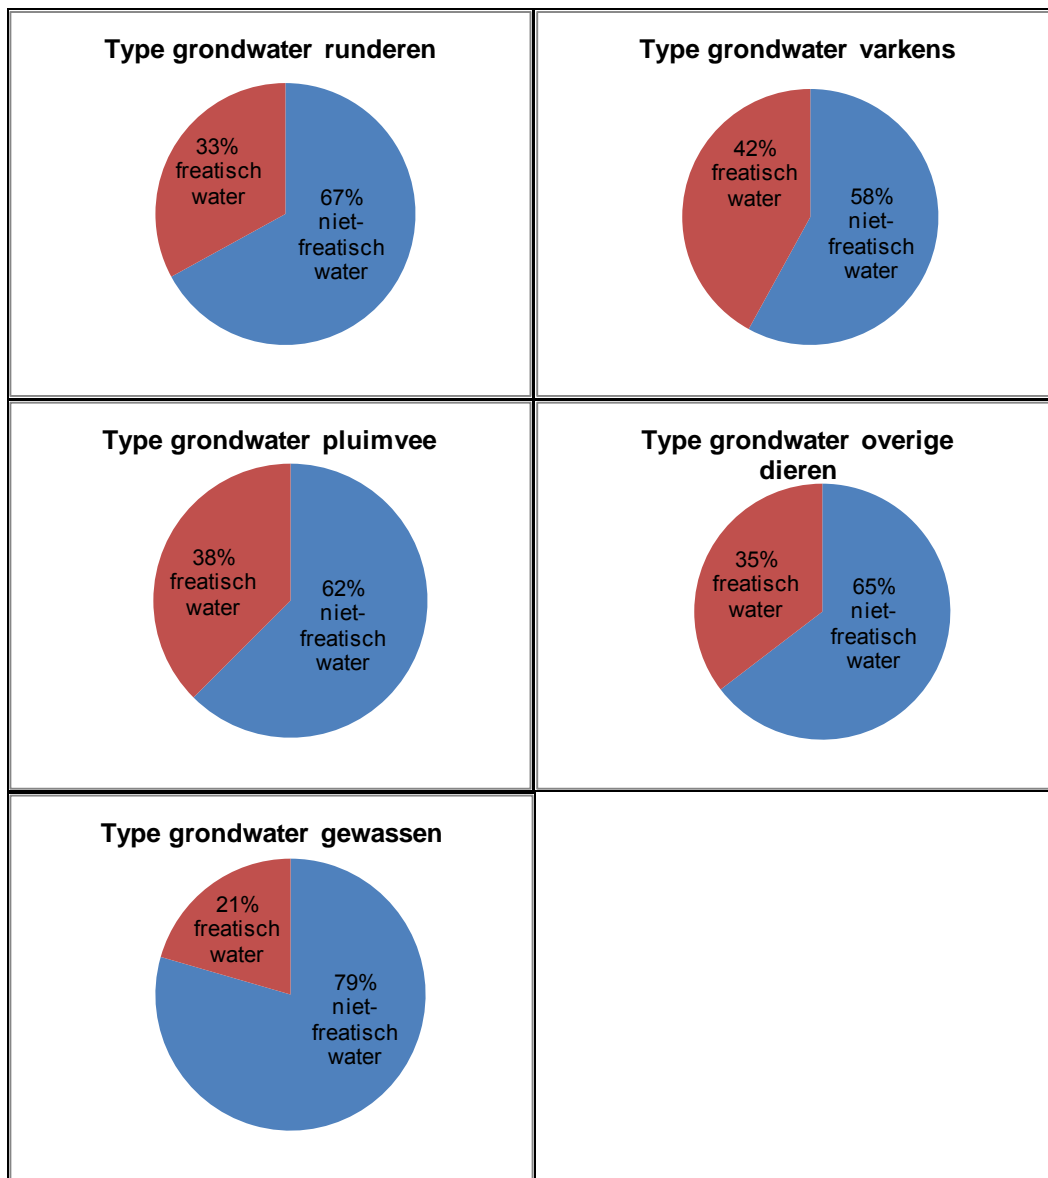 Type grondwater runderen
33%
freatisch
water
67%
niet-
freatisch
water
Type grondwater varkens
42%
freatisch
water
58%
niet-
freatisch
water
Type grondwater pluimvee
38%
freatisch
water
62%
niet-
freatisch
water
Type grondwater overige
dieren
35%
freatisch
water
65%
niet-
freatisch
water
Type grondwater gewassen
21%
freatisch
water
79%
niet-
freatisch
water